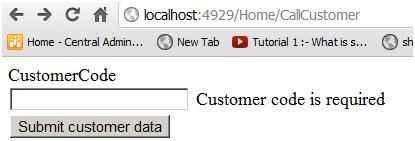 localhost:4929/Home/CallCustomer
Home - Central Admin... New Tab Tutorial 1 :- What is s... sh
CustomerCode
Customer code is required
Submit customer data